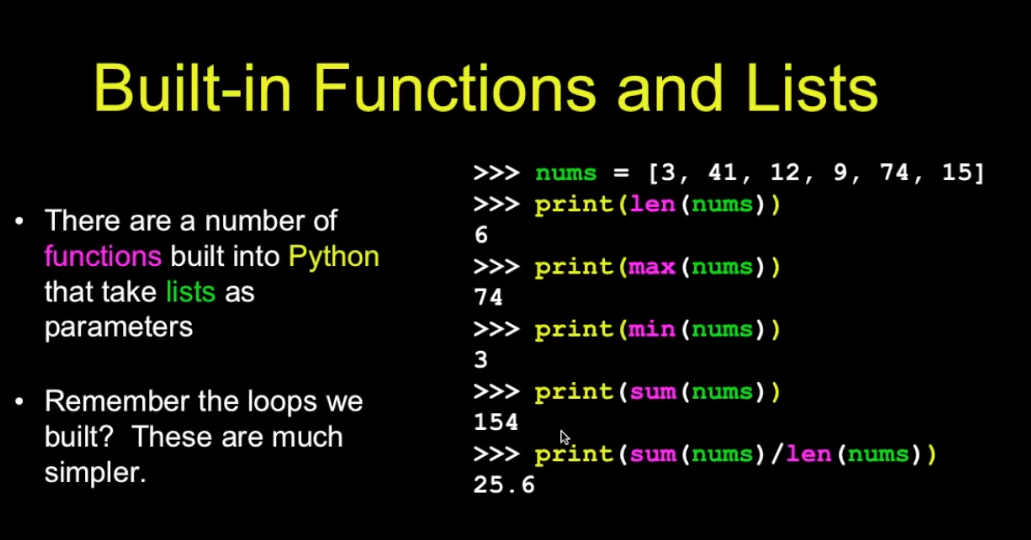 Built-in Functions and Lists
• There are a number of
functions built into Python
that take lists as
parameters
• Remember the loops we
built? These are much
simpler.
>>> nums = [3, 41, 12, 9, 74, 15]
>>> print(len(nums))
6
>>> print(max(nums))
74
>>> print(min(nums))
3
>>> print(sum(nums))
154
>>> print(sum(nums)/len(nums))
25.6